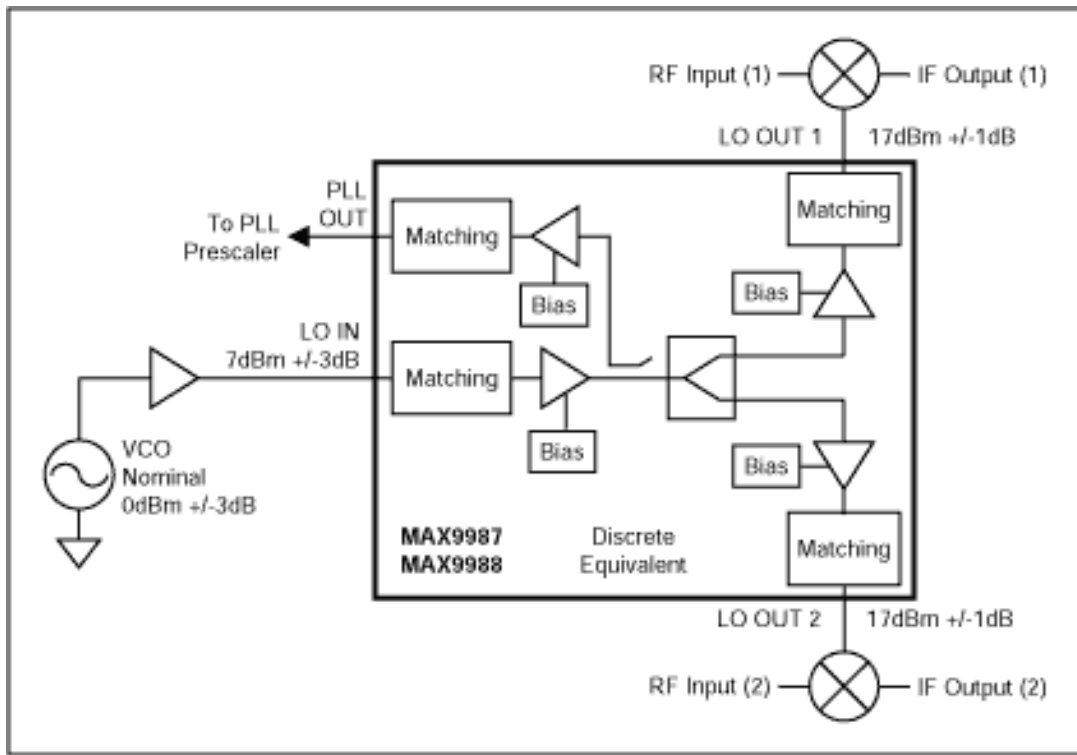 RF Input (1)
IF Output (1)
LO OUT 1
17dBm +/-1dB
PLL
OUT
To PLL
Prescaler
Matching
Bias
Matching
Bias
LO IN
7dBm +/-3dB
Matching
Bias
VCO
Nominal
0dBm +/-3dB
Bias
Matching
MAX9987
MAX9988
Discrete
Equivalent
LO OUT 2
17dBm +/-1dB
RF Input (2)
IF Output (2)